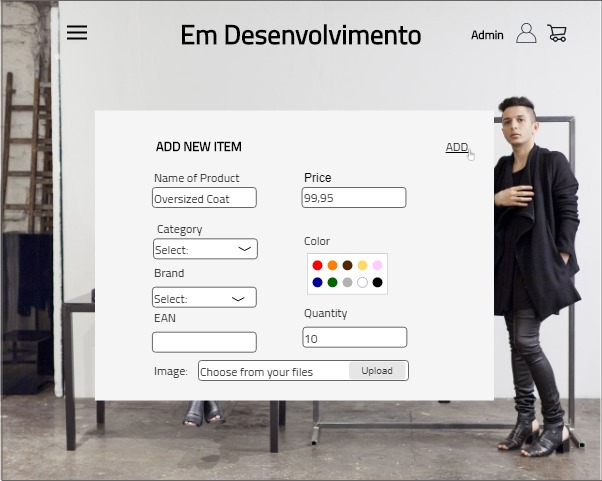 Em Desenvolvimento
Admin
ADD NEW ITEM
ADD
Name of Product
Price
Oversized Coat
99,95
Category
Select:
Color
Brand
Select:
EAN
Quantity
10
Image:
Choose from your files
Upload